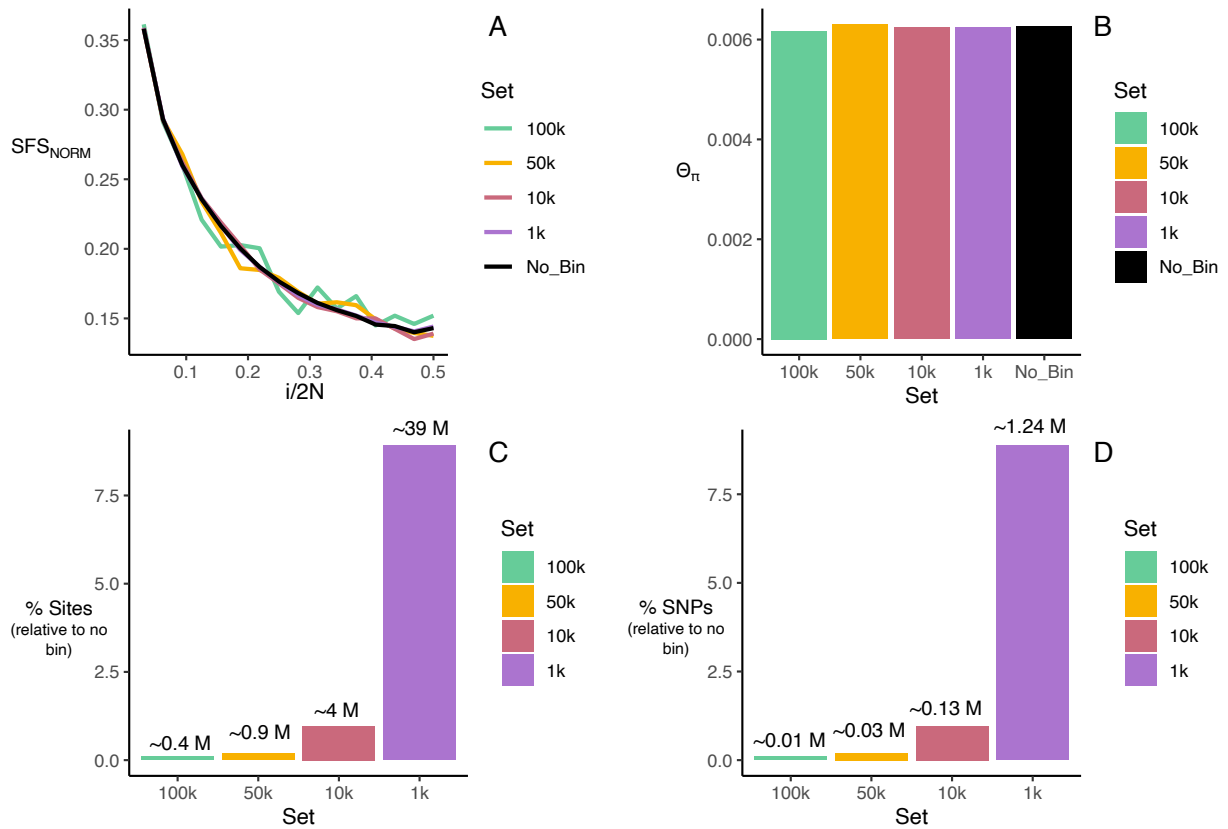 A
0.35
0.30
0.25
0.20
0.15
SFS_NORM
0.1 0.2 0.3 0.4 0.5
i/2N
Set
100k
50k
10k
1k
No_Bin
B
0.006
0.004
0.002
0.000
Θ_π
100k 50k 10k 1k No_Bin
Set
Set
100k
50k
10k
1k
No_Bin
C
7.5
5.0
2.5
0.0
% Sites
(relative to no
bin)
~0.4 M
~0.9 M
~4 M
~39 M
100k 50k 10k 1k
Set
Set
100k
50k
10k
1k
D
7.5
5.0
2.5
0.0
% SNPs
(relative to no
bin)
~0.01 M
~0.03 M
~0.13 M
~1.24 M
100k 50k 10k 1k
Set
Set
100k
50k
10k
1k